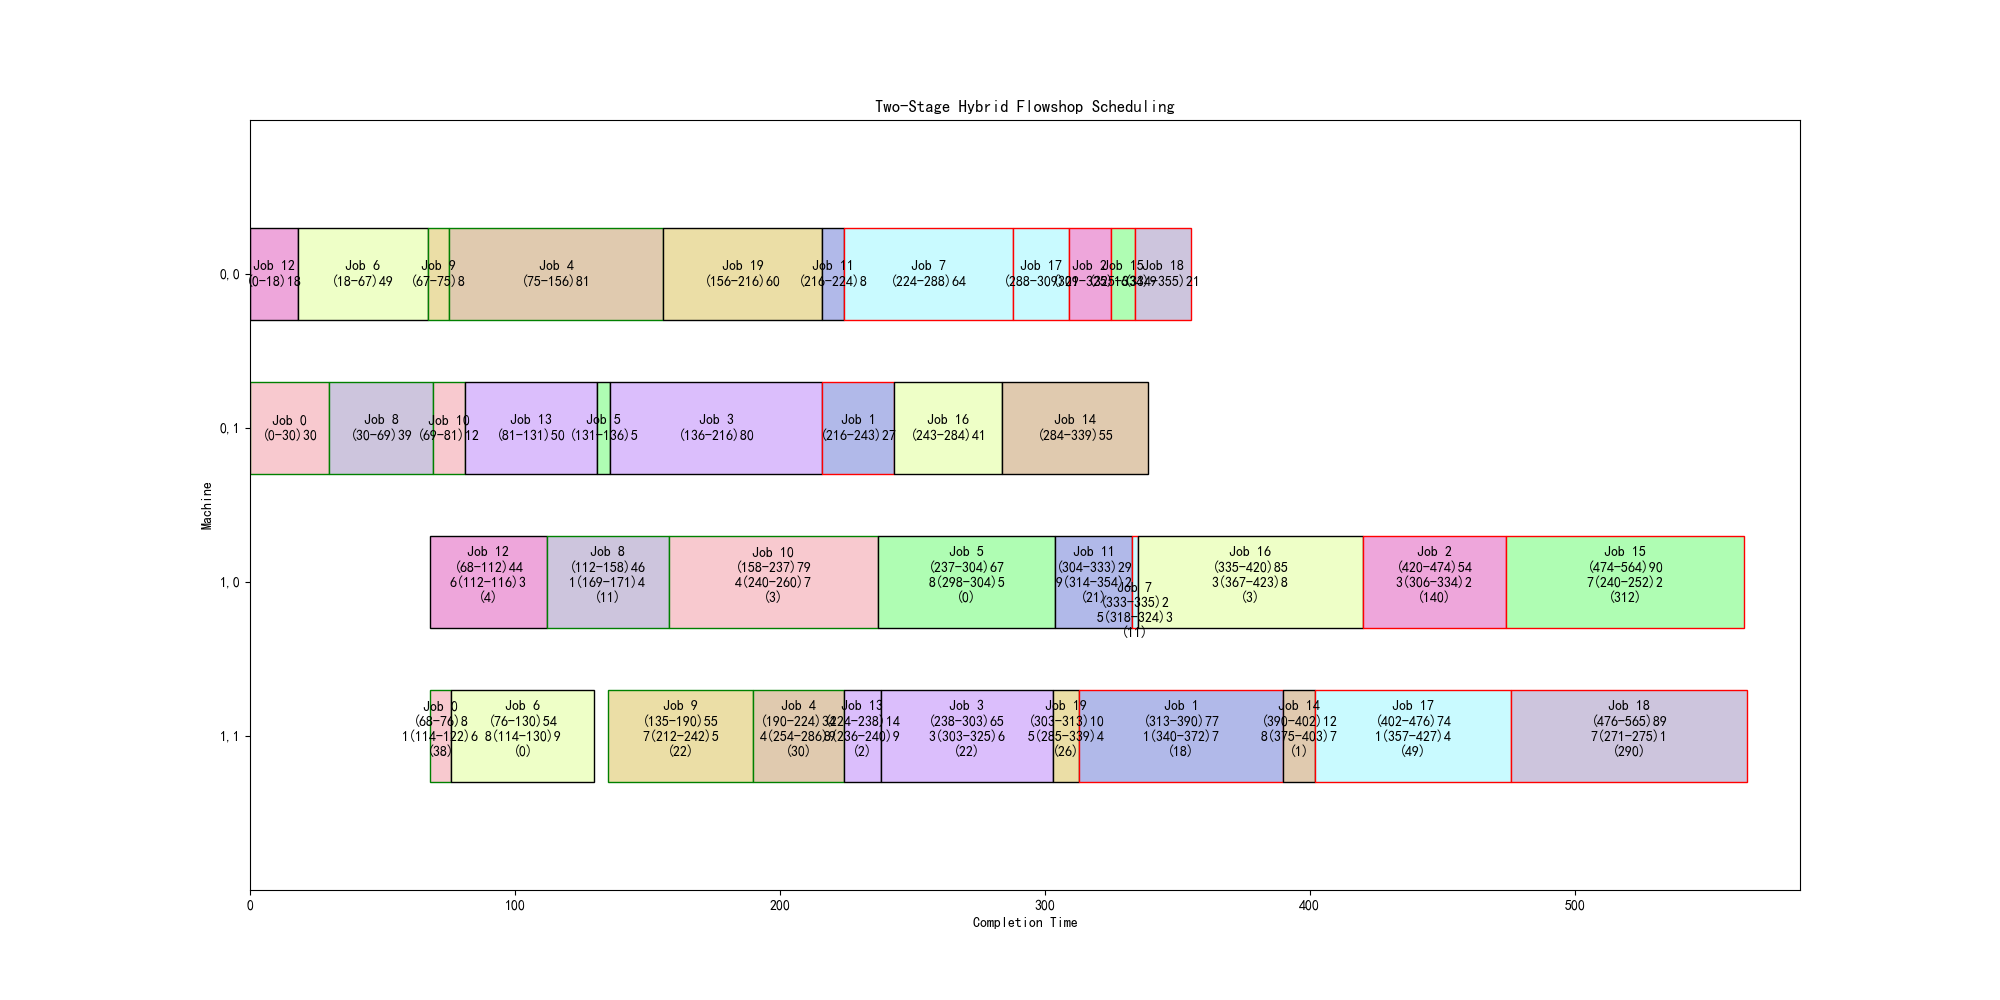 Two-Stage Hybrid Flowshop Scheduling
Machine
0,0
Job 12
(0-18)18
Job 6
(18-67)49
Job 9
(67-75)8
Job 4
(75-156)81
Job 19
(156-216)60
Job 11
(216-224)8
Job 7
(224-288)64
Job 17
(288-309)21
Job 2
Job 15
Job 18
(334-355)21
0,1
Job 0
(0-30)30
Job 8
(30-69)39
Job 10
(69-81)12
Job 13
(81-131)50
Job 5
(131-136)5
Job 3
(136-216)80
Job 1
(216-243)27
Job 16
(243-284)41
Job 14
(284-339)55
1,0
Job 12
(68-112)44
6(112-116)3
(4)
Job 8
(112-158)46
1(169-171)4
(11)
Job 10
(158-237)79
4(240-260)7
(3)
Job 5
(237-304)67
8(298-304)5
(0)
Job 11
(304-333)29
9(314-354)2
(21)
Job 7
(333-335)2
5(318-324)3
(11)
Job 16
(335-420)85
3(367-423)8
(3)
Job 2
(420-474)54
3(306-334)2
(140)
Job 15
(474-564)90
7(240-252)2
(312)
1,1
Job 0
(68-76)8
1(114-122)6
(38)
Job 6
(76-130)54
8(114-130)9
(0)
Job 9
(135-190)55
7(212-242)5
(22)
Job 4
(190-224)34
(30)
Job 13
(224-238)14
(2)
Job 3
(238-303)65
3(303-325)6
(22)
Job 19
(303-313)10
5(285-339)4
(26)
Job 1
(313-390)77
1(340-372)7
(18)
Job 14
(390-402)12
8(375-403)7
(1)
Job 17
(402-476)74
1(357-427)4
(49)
Job 18
(476-565)89
7(271-275)1
(290)
0
100
200
300
400
500
Completion Time